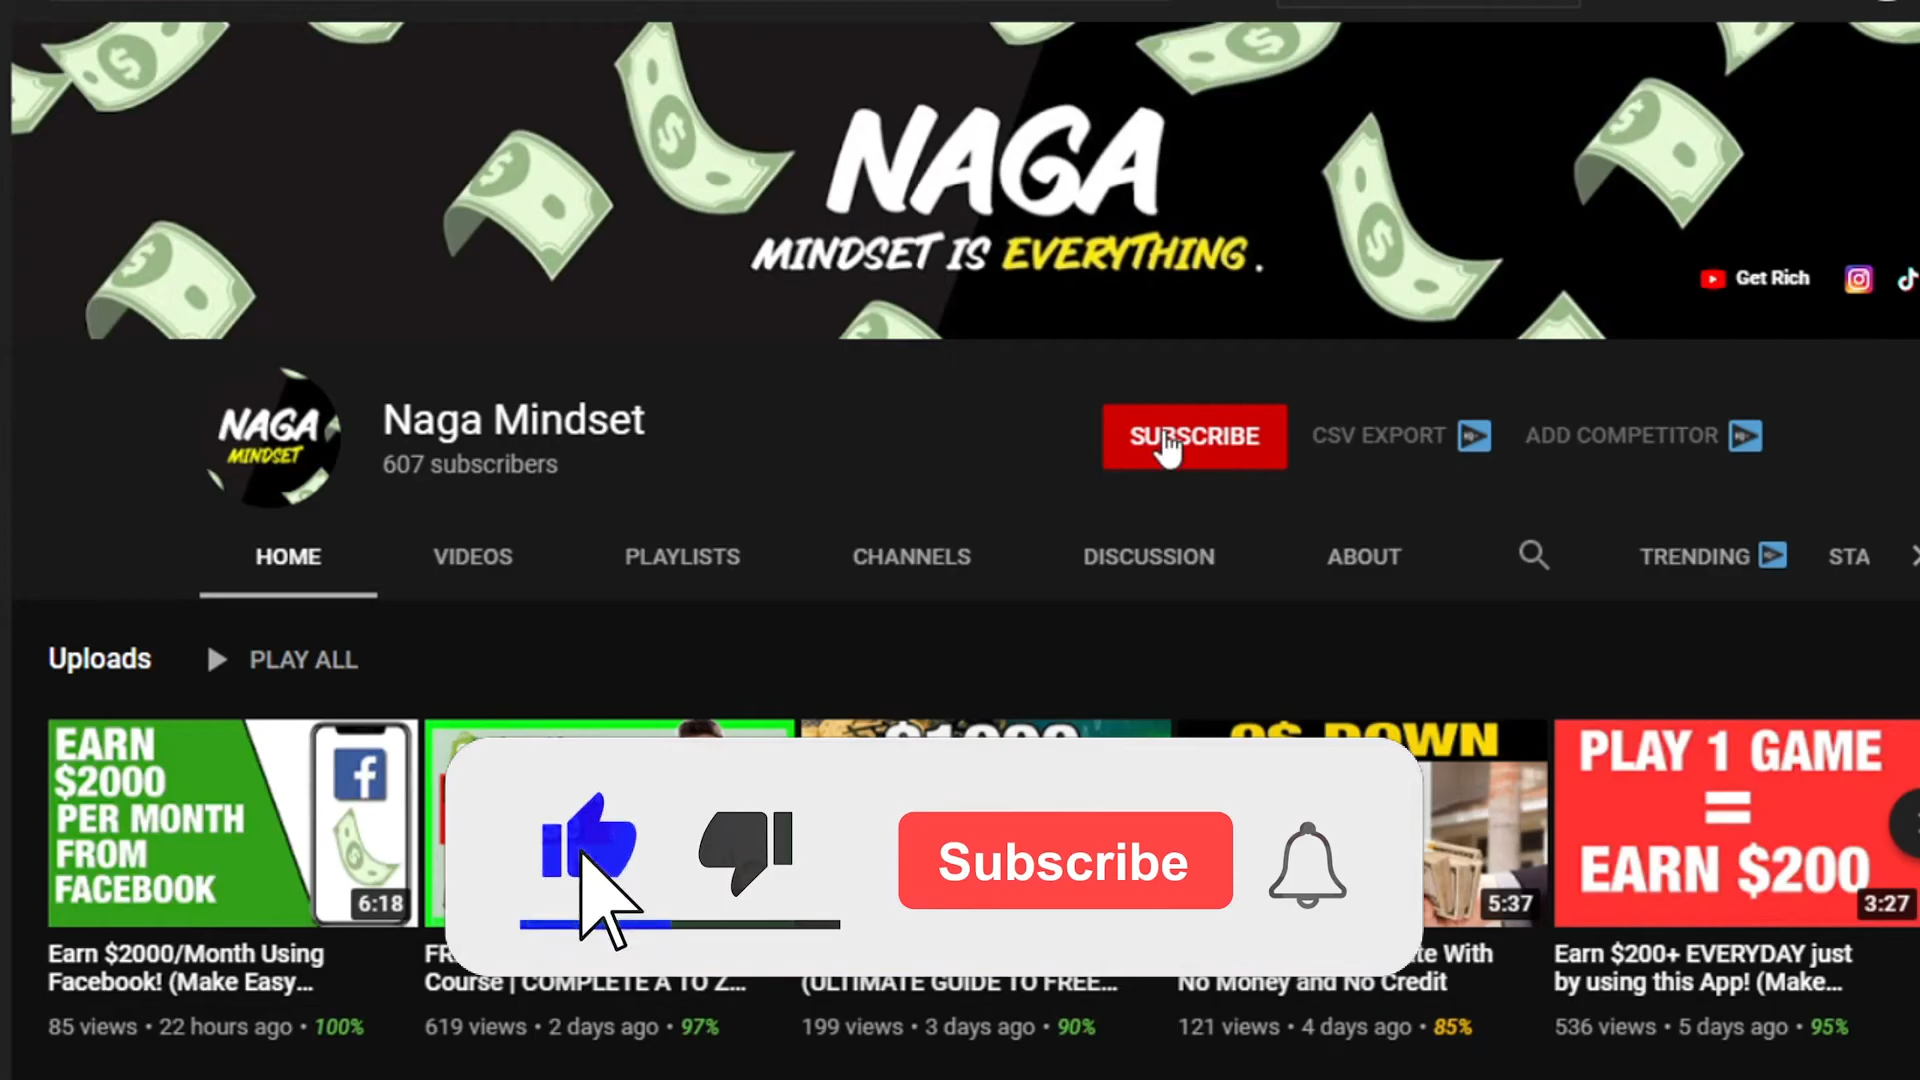 NAGA
MINDSET IS EVERYTHING.
Get Rich
NAGA
MINDSET
Naga Mindset
607 subscribers
SUBSCRIBE
CSV EXPORT
ADD COMPETITOR
HOME
VIDEOS
PLAYLISTS
CHANNELS
DISCUSSION
ABOUT
TRENDING
STA
Uploads
PLAY ALL
EARN
$2000
PER MONTH
FROM
FACEBOOK
6:18
0$ DOWN
5:37
PLAY 1 GAME
=
EARN $200
3:27
Subscribe
Earn $2000/Month Using
Facebook! (Make Easy...
85 views • 22 hours ago • 100%
Course | COMPLETE A TO Z...
619 views • 2 days ago • 97%
(ULTIMATE GUIDE TO FREE...
199 views • 3 days ago • 90%
With
No Money and No Credit
121 views • 4 days ago • 85%
Earn $200+ EVERYDAY just
by using this App! (Make...
536 views • 5 days ago • 95%